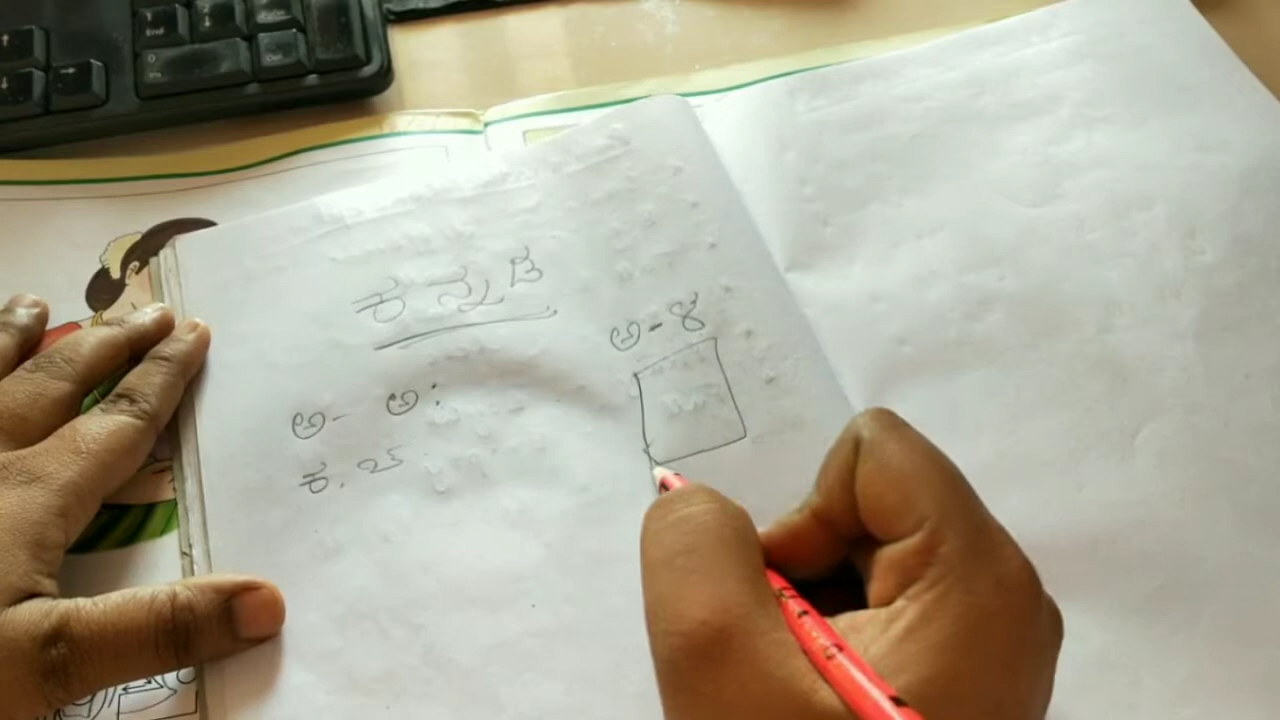 ಕನ್ನಡ
ಅ - ಳ
ಅ - ಅಃ
ಕ. ಚ